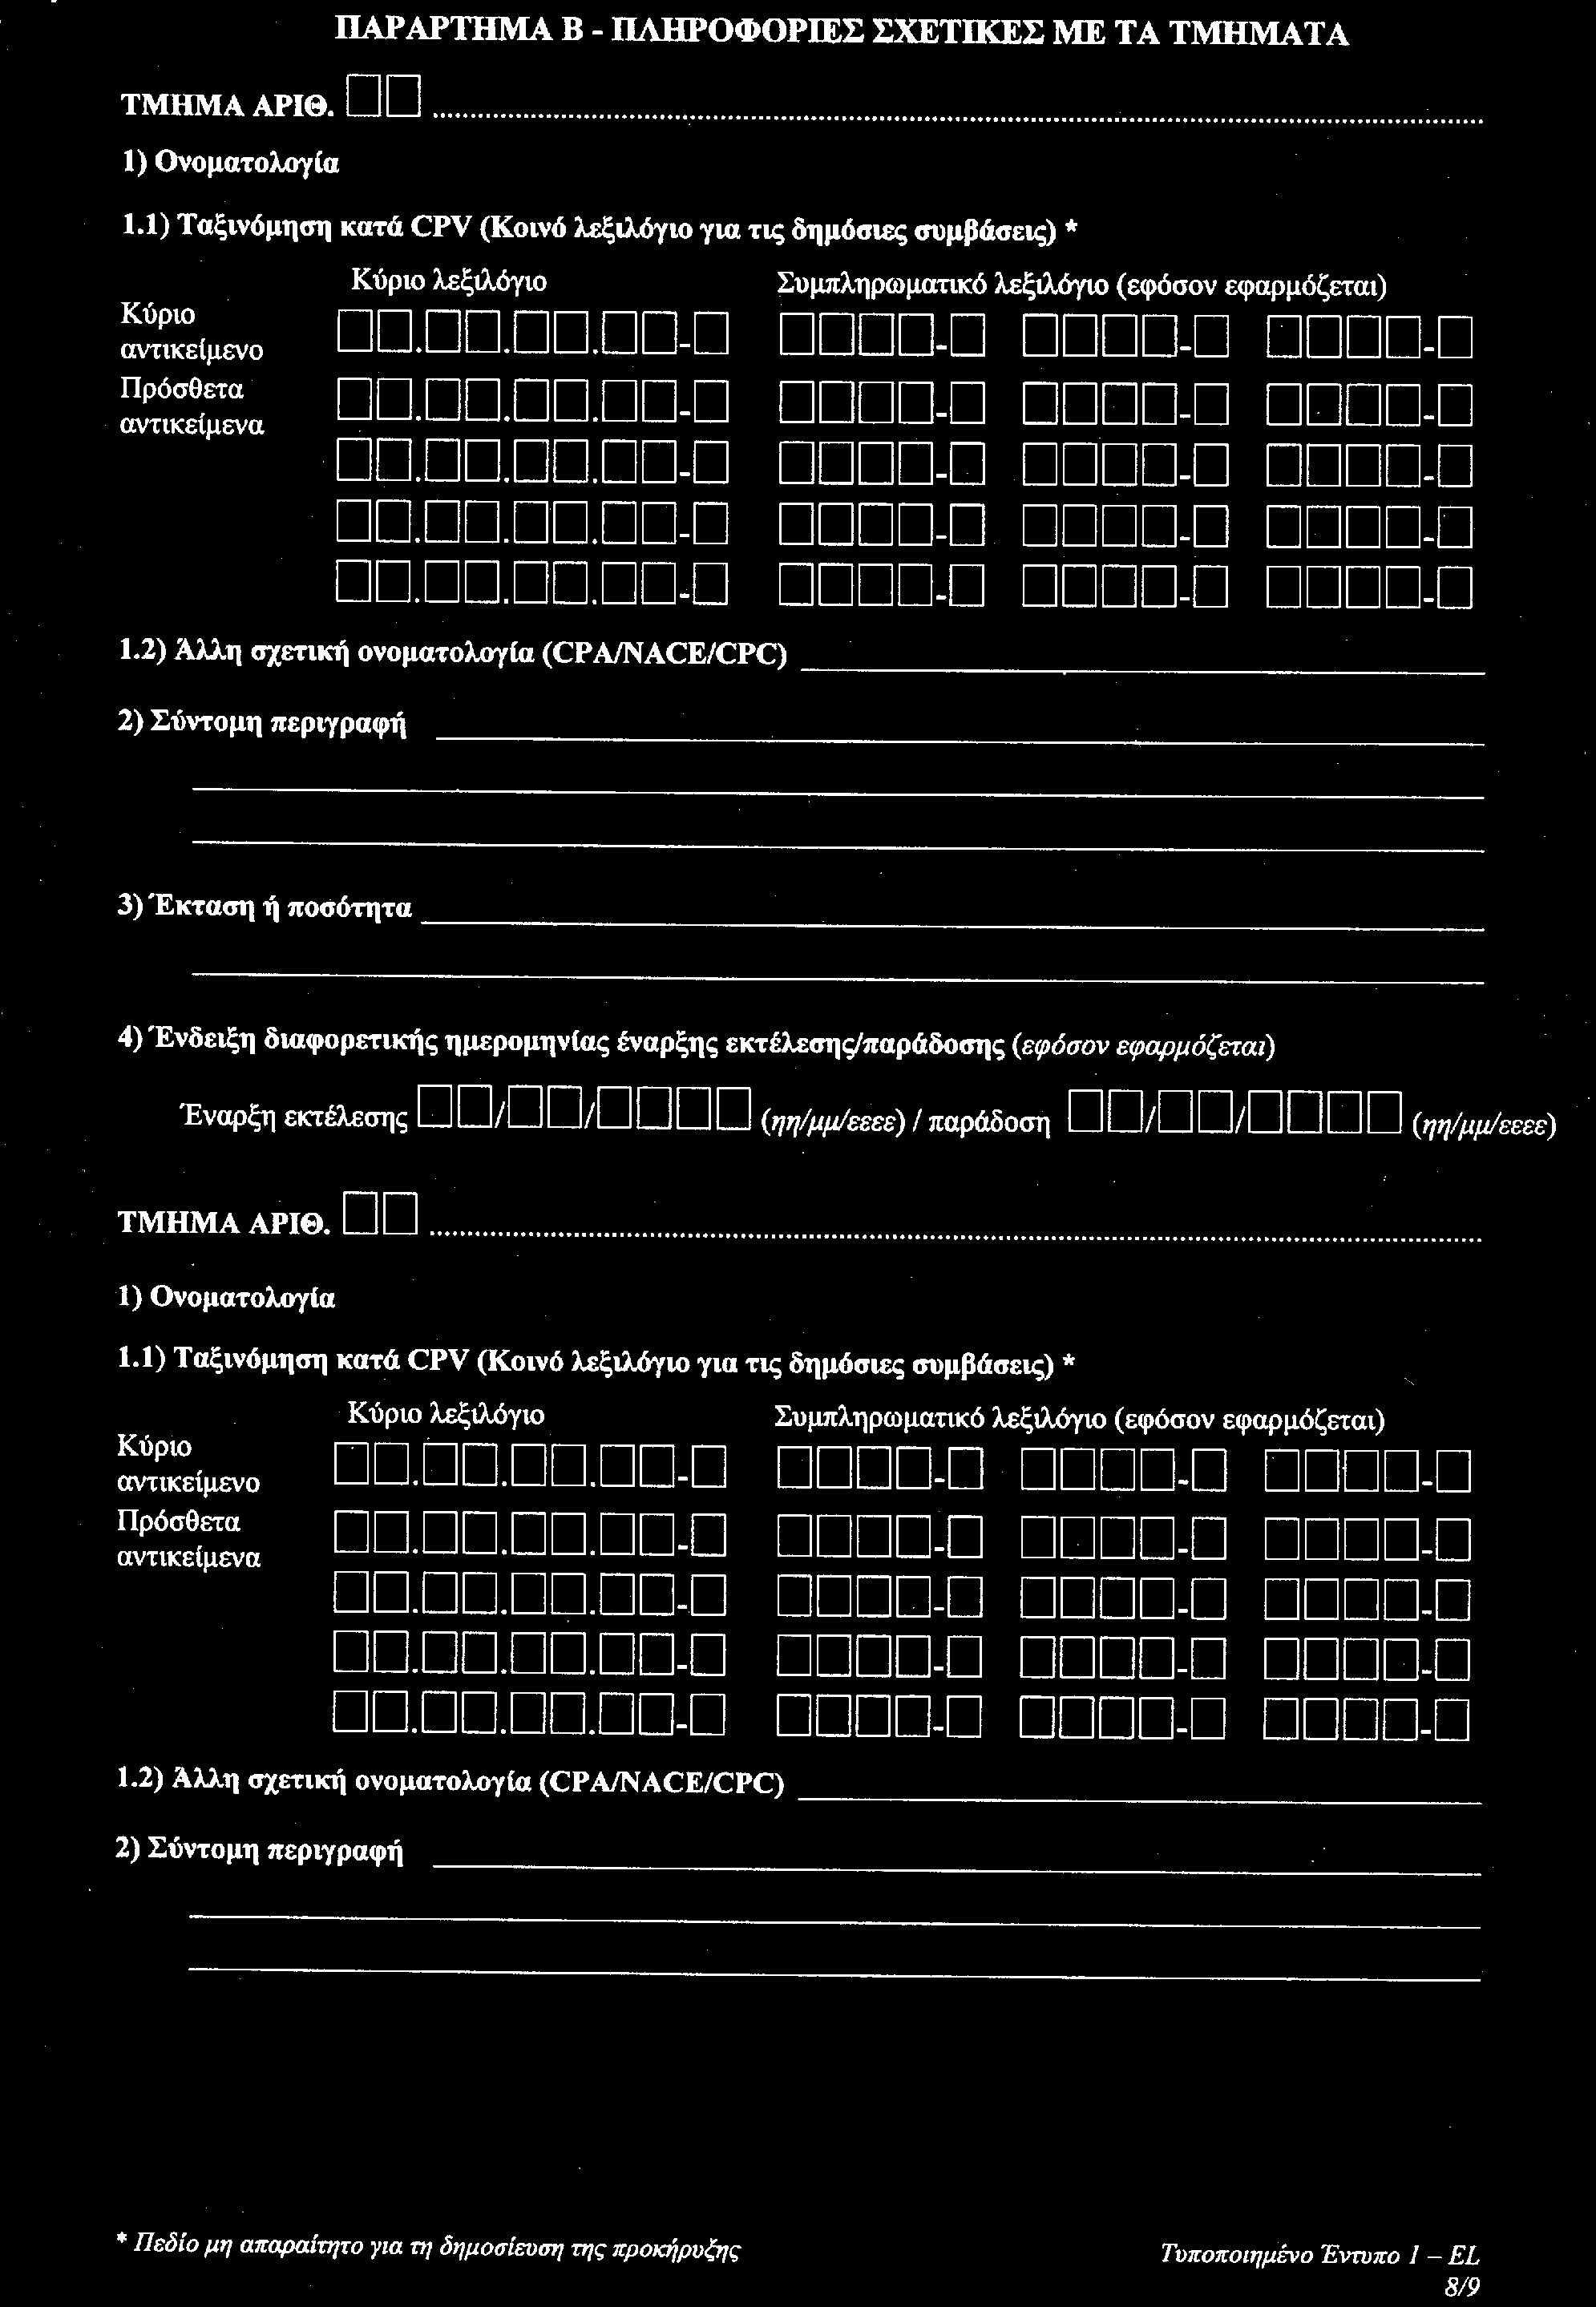 ΠΑΡΑΡΤΗΜΑ Β - ΠΛΗΡΟΦΟΡΙΕΣ ΣΧΕΤΙΚΕΣ ΜΕ ΤΑ ΤΜΗΜΑΤΑ
ΤΜΗΜΑ ΑΡΙΘ. □□ ..........
1) Ονοματολογία
1.1) Ταξινόμηση κατά CPV (Κοινό λεξιλόγιο για τις δημόσιες συμβάσεις) *
Κύριο λεξιλόγιο Συμπληρωματικό λεξιλόγιο (εφόσον εφαρμόζεται)
Κύριο
αντικείμενο □□.□□.□□.□□-□ □□□□-□ □□□□-□ □□□□-□
Πρόσθετα
αντικείμενα □□.□□.□□.□□-□ □□□□-□ □□□□-□ □□□□-□
□□.□□.□□.□□-□ □□□□-□ □□□□-□ □□□□-□
□□.□□.□□.□□-□ □□□□-□ □□□□-□ □□□□-□
□□.□□.□□.□□-□ □□□□-□ □□□□-□ □□□□-□
1.2) Άλλη σχετική ονοματολογία (CPA/NACE/CPC)
2) Σύντομη περιγραφή
3) Έκταση ή ποσότητα
4) Ένδειξη διαφορετικής ημερομηνίας έναρξης εκτέλεσης/παράδοσης (εφόσον εφαρμόζεται)
Έναρξη εκτέλεσης □□/□□/□□□□ (ηη/μμ/εεεε) / παράδοση □□/□□/□□□□ (ηη/μμ/εεεε)
ΤΜΗΜΑ ΑΡΙΘ. □□ ..........
1) Ονοματολογία
1.1) Ταξινόμηση κατά CPV (Κοινό λεξιλόγιο για τις δημόσιες συμβάσεις) *
Κύριο λεξιλόγιο Συμπληρωματικό λεξιλόγιο (εφόσον εφαρμόζεται)
Κύριο
αντικείμενο □□.□□.□□.□□-□ □□□□-□ □□□□-□ □□□□-□
Πρόσθετα
αντικείμενα □□.□□.□□.□□-□ □□□□-□ □□□□-□ □□□□-□
□□.□□.□□.□□-□ □□□□-□ □□□□-□ □□□□-□
□□.□□.□□.□□-□ □□□□-□ □□□□-□ □□□□-□
□□.□□.□□.□□-□ □□□□-□ □□□□-□ □□□□-□
1.2) Άλλη σχετική ονοματολογία (CPA/NACE/CPC)
2) Σύντομη περιγραφή
* Πεδίο μη απαραίτητο για τη δημοσίευση της προκήρυξης
Τυποποιημένο Έντυπο 1 – EL
8/9